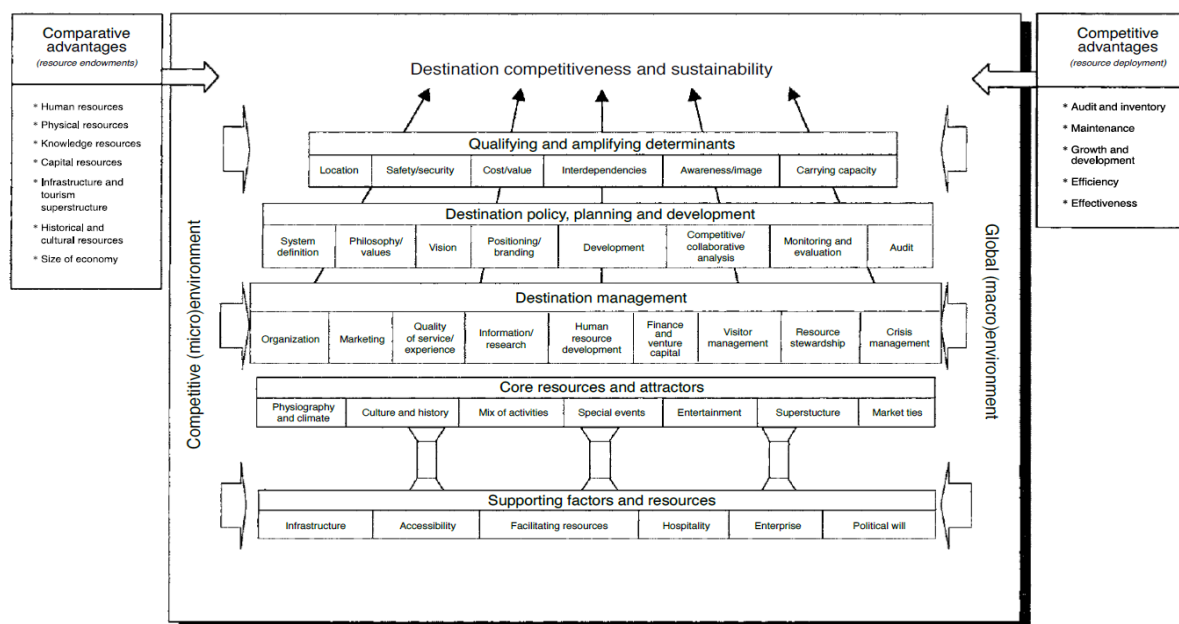 Comparative
advantages
(resource endowments)
* Human resources
* Physical resources
* Knowledge resources
* Capital resources
* Infrastructure and
tourism
superstructure
* Historical and
cultural resources
* Size of economy
Competitive (micro)environment
Destination competitiveness and sustainability
Qualifying and amplifying determinants
Location
Safety/security
Cost/value
Interdependencies
Awareness/image
Carrying capacity
Destination policy, planning and development
System
definition
Philosophy/
values
Vision
Positioning/
branding
Development
Competitive/
collaborative
analysis
Monitoring and
evaluation
Audit
Destination management
Organization
Marketing
Quality
of service/
experience
Information/
research
Human
resource
development
Finance
and
venture
capital
Visitor
management
Resource
stewardship
Crisis
management
Core resources and attractors
Physiography
and climate
Culture and history
Mix of activities
Special events
Entertainment
Superstucture
Market ties
Supporting factors and resources
Infrastructure
Accessibility
Facilitating resources
Hospitality
Enterprise
Political will
Global (macro)environment
Competitive
advantages
(resource deployment)
* Audit and inventory
* Maintenance
* Growth and
development
* Efficiency
* Effectiveness